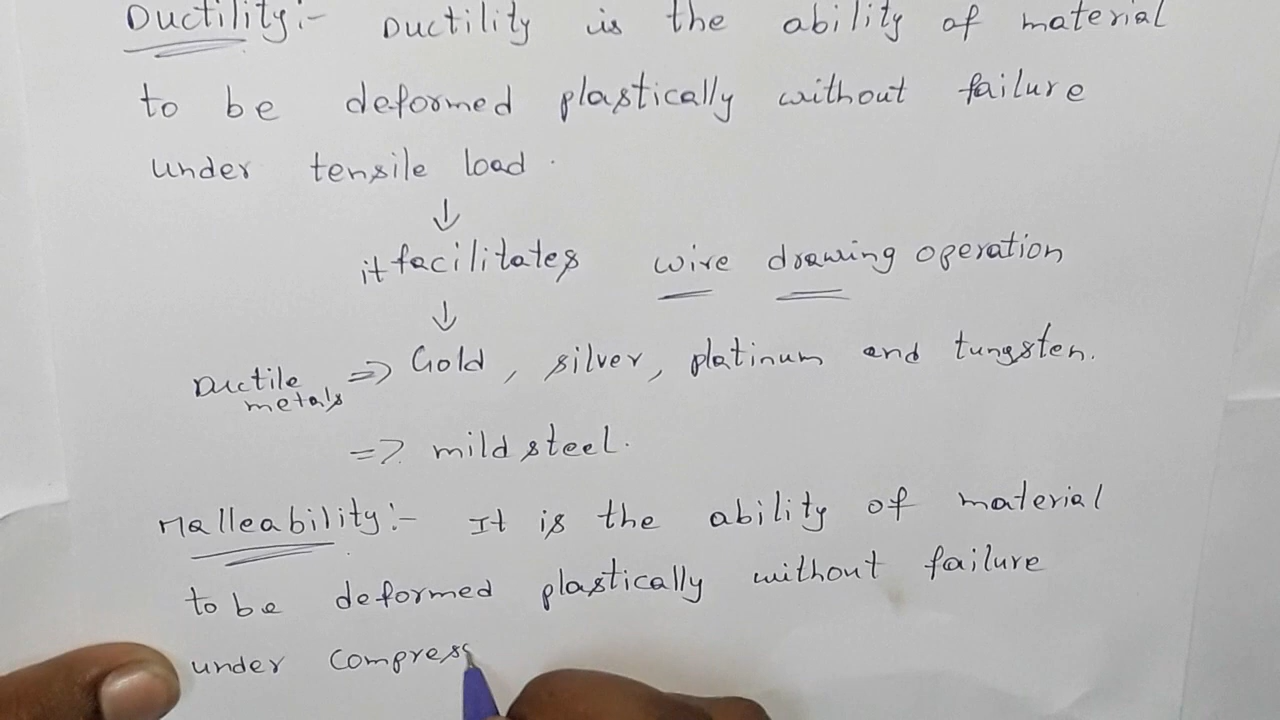 Ductility:- Ductility is the ability of material
to be deformed plastically without failure
under tensile load.
↓
it facilitates wire drawing operation
↓
Ductile metals => Gold, silver, platinum and tungsten.
=> mild steel.
Malleability:- It is the ability of material
to be deformed plastically without failure
under compress